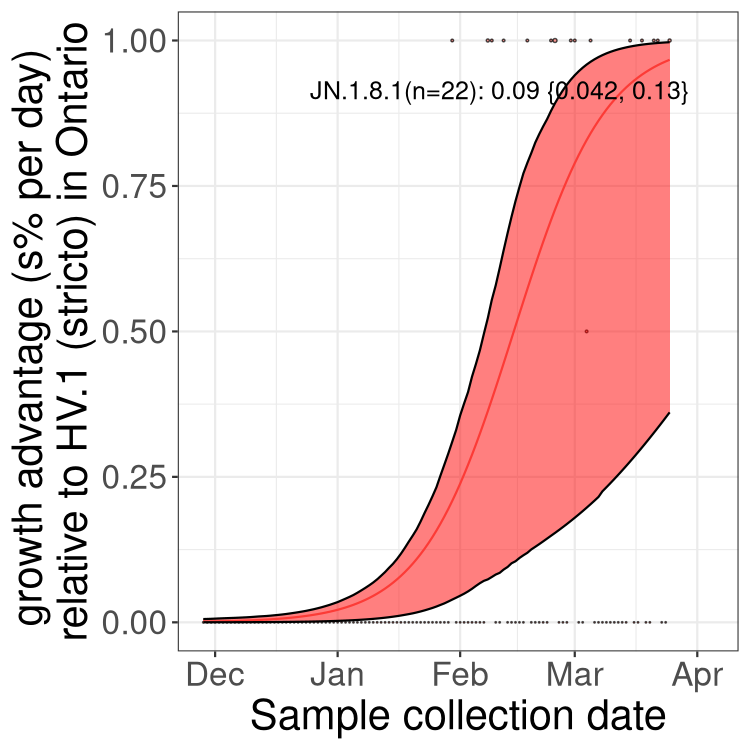 growth advantage (s% per day)
relative to HV.1 (stricto) in Ontario
1.00
0.75
0.50
0.25
0.00
JN.1.8.1(n=22): 0.09 {0.042, 0.13}
Dec Jan Feb Mar Apr
Sample collection date